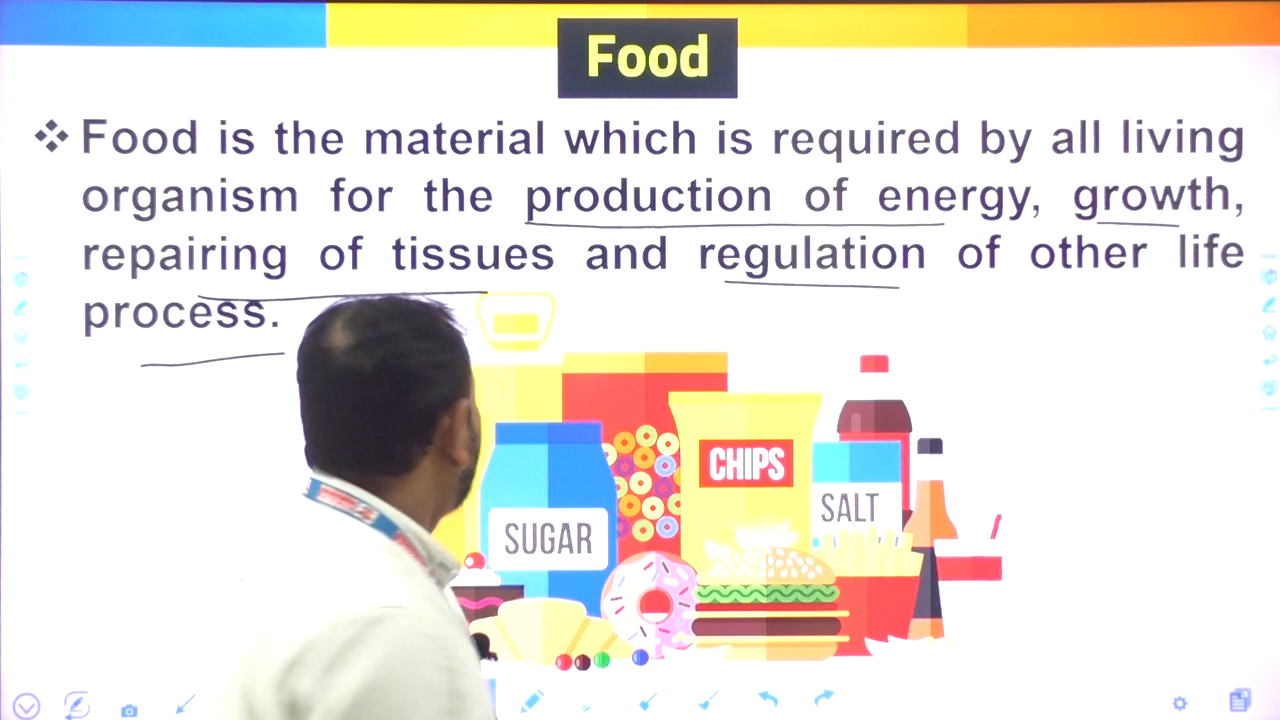 Food
Food is the material which is required by all living
organism for the production of energy, growth,
repairing of tissues and regulation of other life
process.
CHIPS
SALT
SUGAR